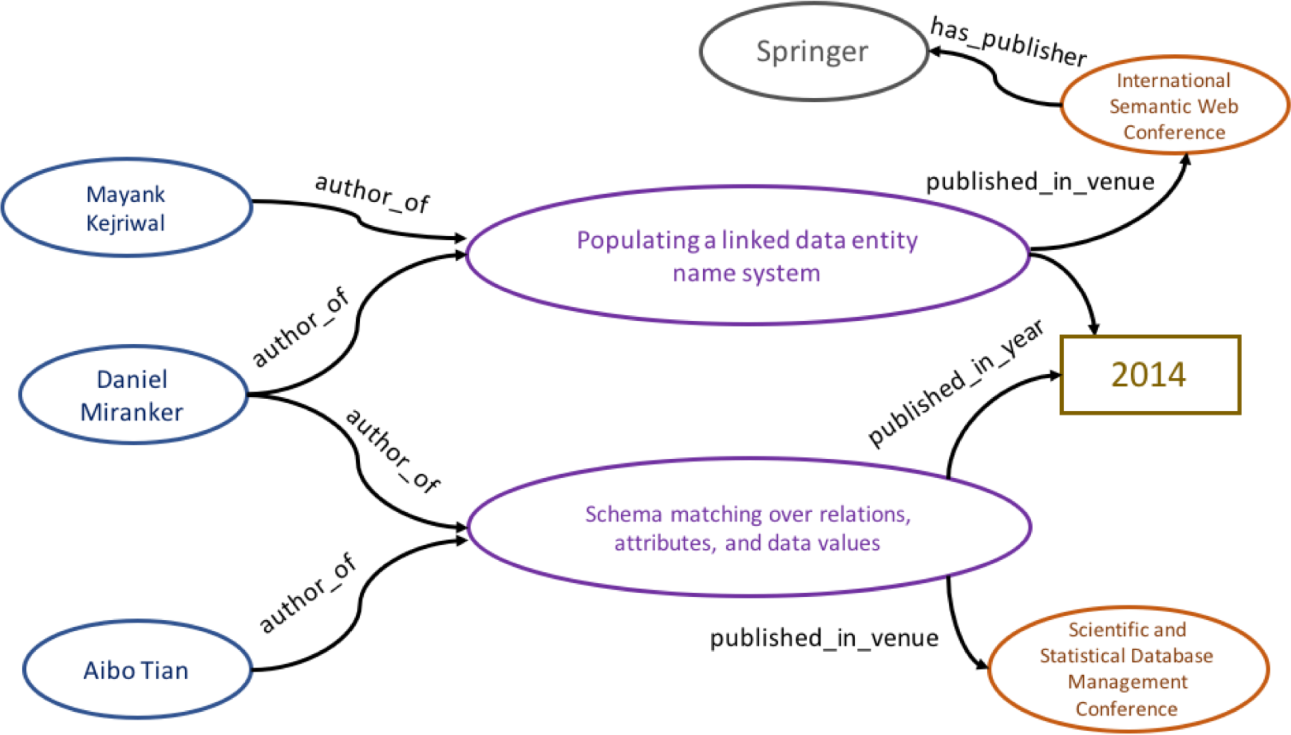 Springer
has_publisher
International
Semantic Web
Conference
Mayank
Kejriwal
author_of
published_in_venue
Populating a linked data entity
name system
author_of
Daniel
Miranker
published_in_year
2014
author_of
Schema matching over relations,
attributes, and data values
author_of
Aibo Tian
published_in_venue
Scientific and
Statistical Database
Management
Conference